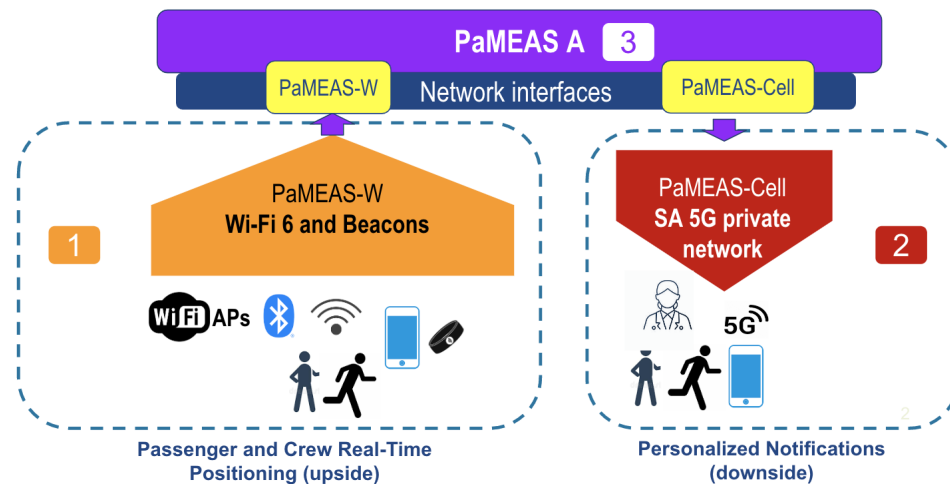 PaMEAS A 3
PaMEAS-W
Network interfaces
PaMEAS-Cell
PaMEAS-W
Wi-Fi 6 and Beacons
1
PaMEAS-Cell
SA 5G private
network
2
WiFi APs
5G
2
Passenger and Crew Real-Time
Positioning (upside)
Personalized Notifications
(downside)